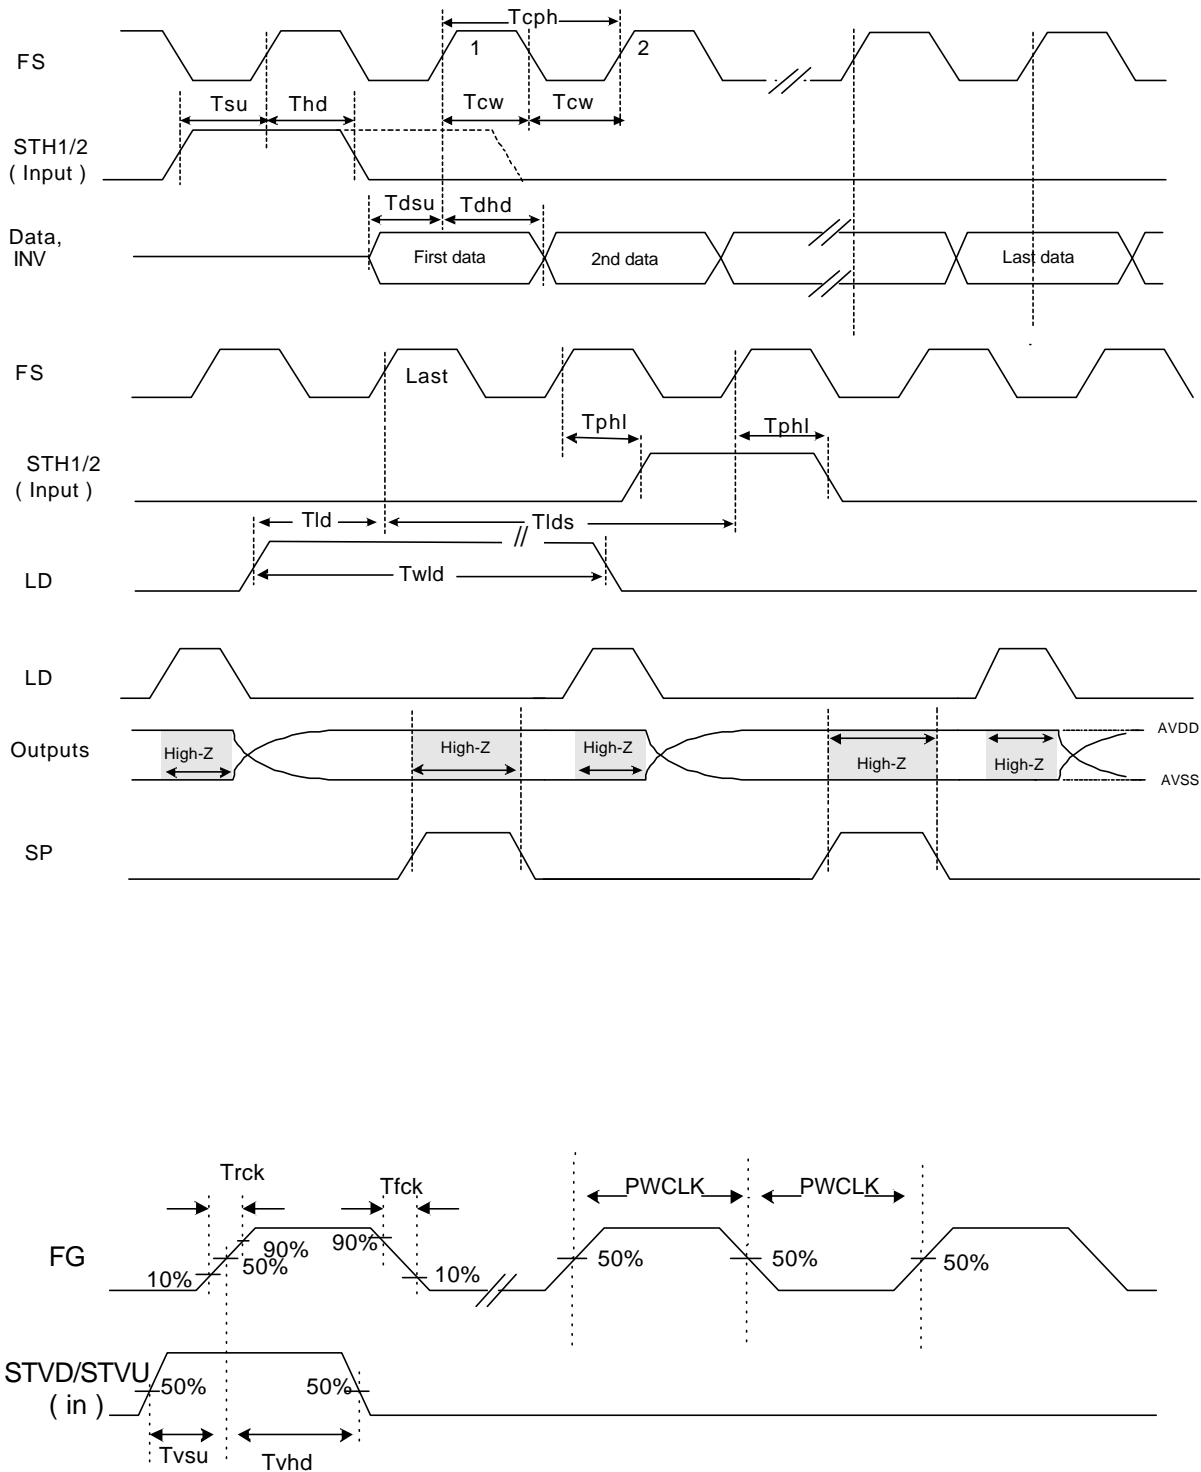 Tcph
FS
1
2
Tsu
Thd
Tcw
Tcw
STH1/2
( Input )
Tdsu
Tdhd
Data,
INV
First data
2nd data
Last data
FS
Last
Tphl
Tphl
STH1/2
( Input )
Tld
Tlds
//
LD
Twld
LD
Outputs
High-Z
High-Z
High-Z
High-Z
High-Z
AVDD
AVSS
SP
Trck
Tfck
PWCLK
PWCLK
FG
10%
90%
50%
90%
10%
50%
50%
50%
STVD/STVU
( in )
50%
50%
Tvsu
Tvhd